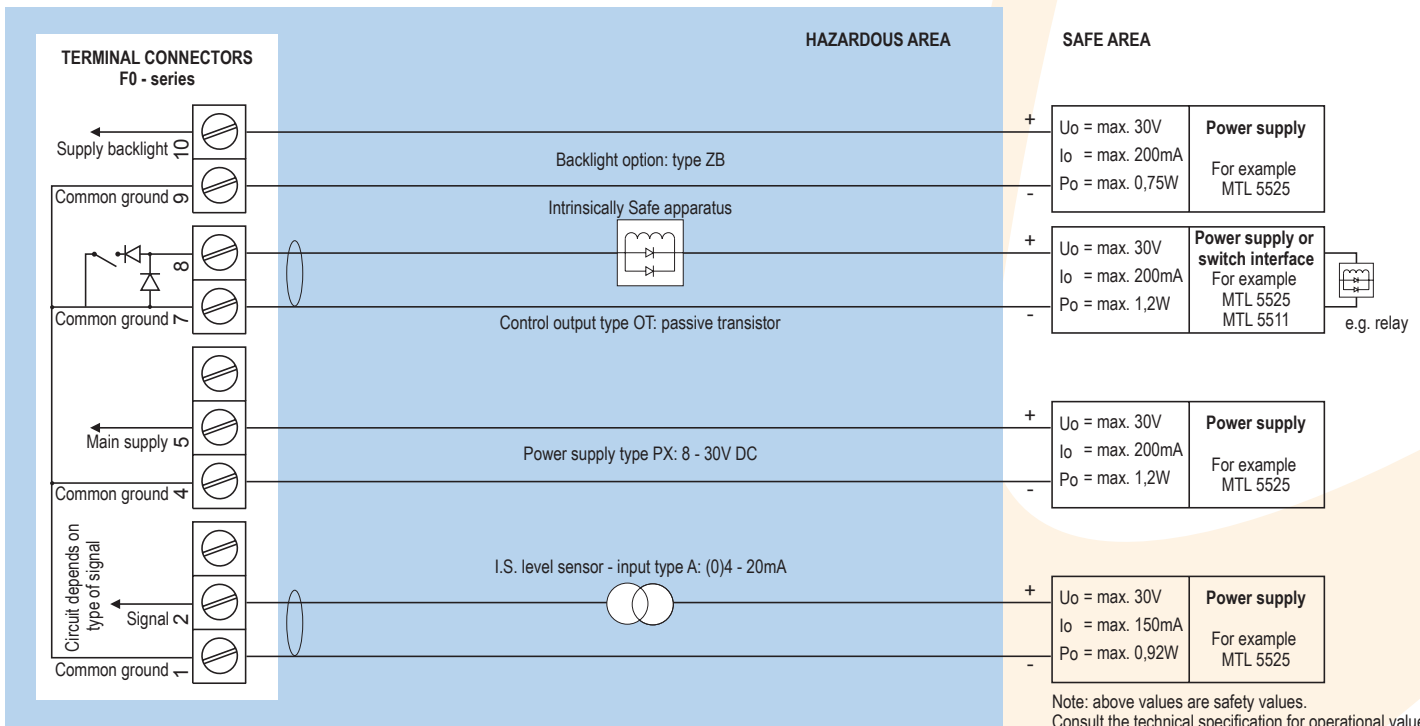 HAZARDOUS AREA
SAFE AREA
TERMINAL CONNECTORS
F0 - series
Supply backlight 10
Common ground 9
8
Common ground 7
Main supply 5
Common ground 4
Circuit depends on
type of signal
Signal 2
Common ground 1
Backlight option: type ZB
Intrinsically Safe apparatus
Control output type OT: passive transistor
Power supply type PX: 8 - 30V DC
I.S. level sensor - input type A: (0)4 - 20mA
+
-
Uo = max. 30V
Io = max. 200mA
Po = max. 0,75W
Power supply
For example
MTL 5525
+
-
Uo = max. 30V
Io = max. 200mA
Po = max. 1,2W
Power supply or
switch interface
For example
MTL 5525
MTL 5511
e.g. relay
+
-
Uo = max. 30V
Io = max. 200mA
Po = max. 1,2W
Power supply
For example
MTL 5525
+
-
Uo = max. 30V
Io = max. 150mA
Po = max. 0,92W
Power supply
For example
MTL 5525
Note: above values are safety values.
Consult the technical specification for operational value